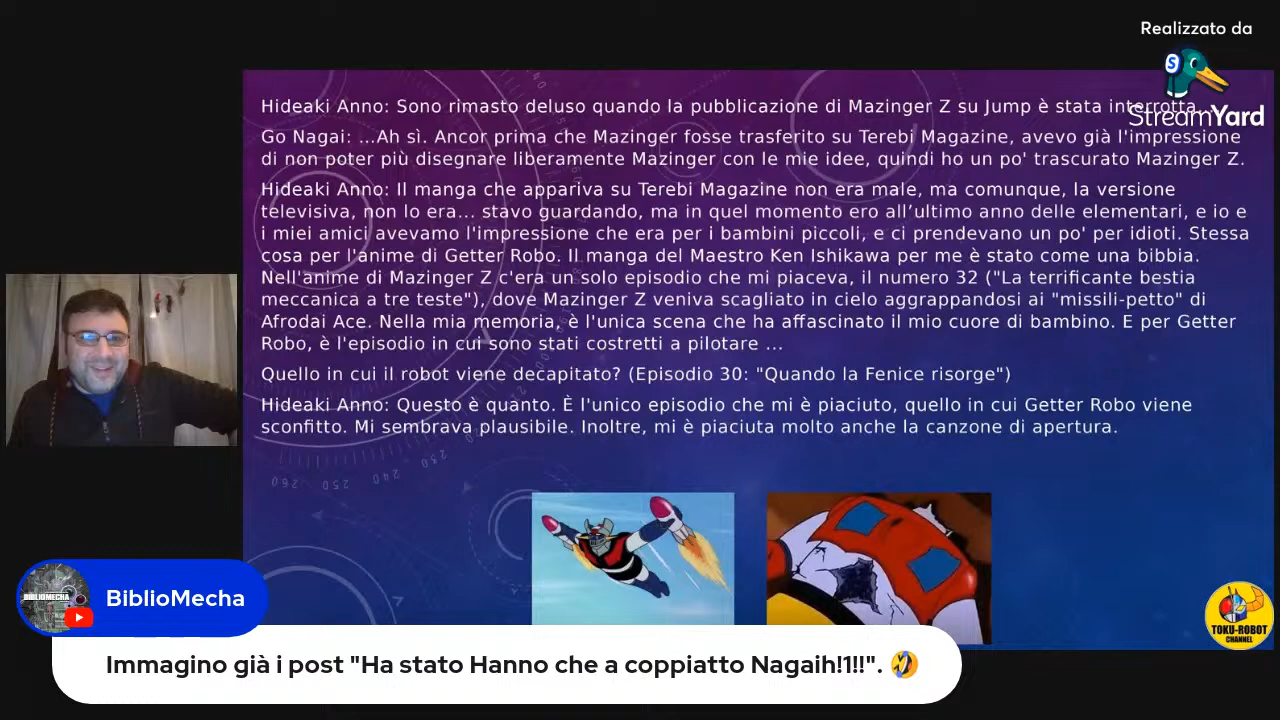 Realizzato da
StreamYard
Hideaki Anno: Sono rimasto deluso quando la pubblicazione di Mazinger Z su Jump è stata interrotta...
Go Nagai: ...Ah sì. Ancor prima che Mazinger fosse trasferito su Terebi Magazine, avevo già l'impressione
di non poter più disegnare liberamente Mazinger con le mie idee, quindi ho un po' trascurato Mazinger Z.
Hideaki Anno: Il manga che appariva su Terebi Magazine non era male, ma comunque, la versione
televisiva, non lo era... stavo guardando, ma in quel momento ero all’ultimo anno delle elementari, e io e
i miei amici avevamo l'impressione che era per i bambini piccoli, e ci prendevano un po' per idioti. Stessa
cosa per l'anime di Getter Robo. Il manga del Maestro Ken Ishikawa per me è stato come una bibbia.
Nell'anime di Mazinger Z c'era un solo episodio che mi piaceva, il numero 32 ("La terrificante bestia
meccanica a tre teste"), dove Mazinger Z veniva scagliato in cielo aggrappandosi ai "missili-petto" di
Afrodai Ace. Nella mia memoria, è l'unica scena che ha affascinato il mio cuore di bambino. E per Getter
Robo, è l'episodio in cui sono stati costretti a pilotare ...
Quello in cui il robot viene decapitato? (Episodio 30: "Quando la Fenice risorge")
Hideaki Anno: Questo è quanto. È l'unico episodio che mi è piaciuto, quello in cui Getter Robo viene
sconfitto. Mi sembrava plausibile. Inoltre, mi è piaciuta molto anche la canzone di apertura.
260 250 240 230
BIBLIOMECHA
BiblioMecha
TOKU-ROBOT
CHANNEL
Immagino già i post "Ha stato Hanno che a coppiatto Nagaih!1!!". 🤣